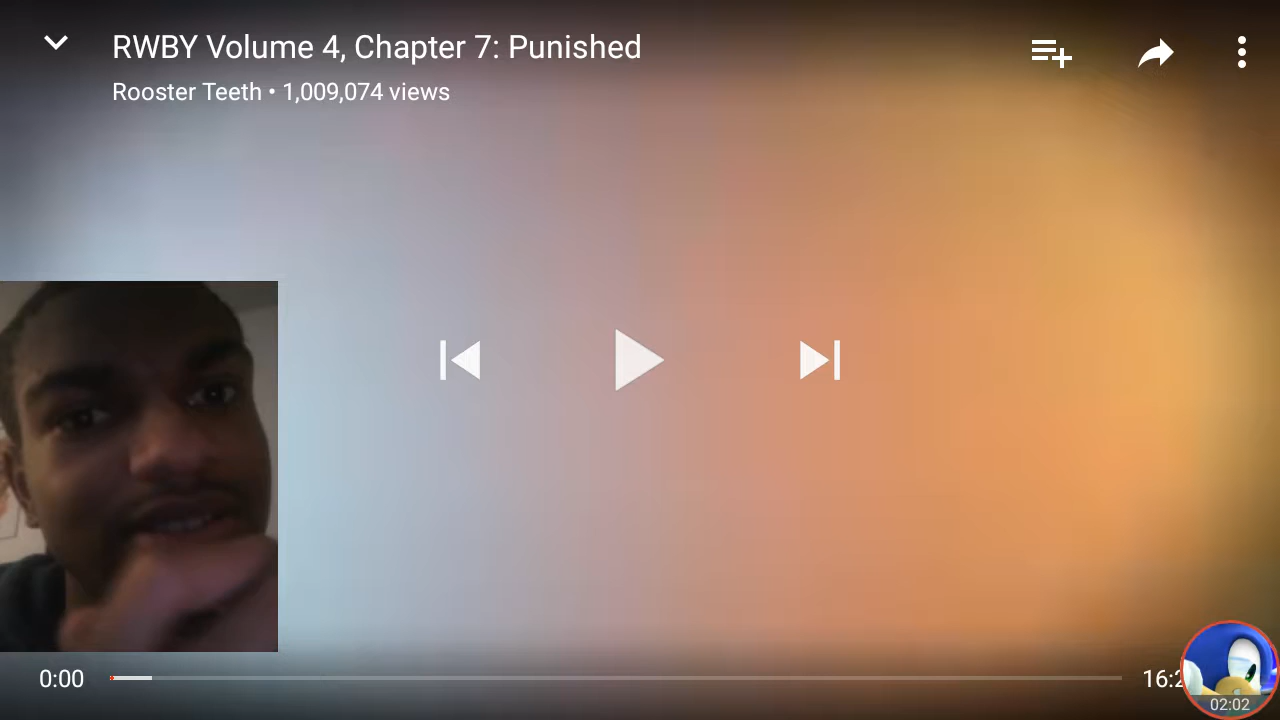 RWBY Volume 4, Chapter 7: Punished
Rooster Teeth • 1,009,074 views
0:00
02:02